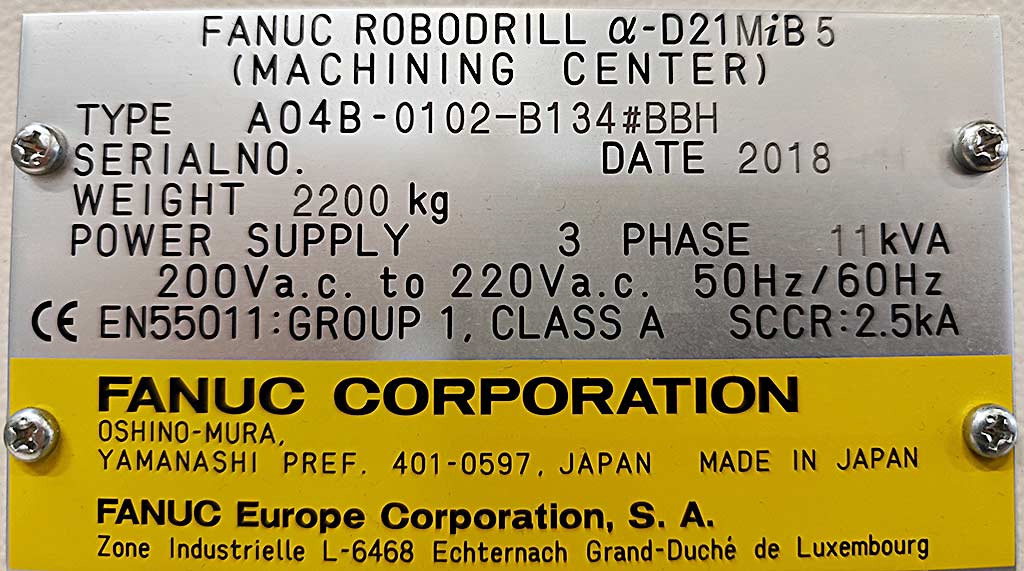 FANUC ROBODRILL α-D21MiB5
(MACHINING CENTER)
TYPE A04B-0102-B134#BBH
SERIAL NO. DATE 2018
WEIGHT 2200 kg
POWER SUPPLY 3 PHASE 11kVA
200Va.c. to 220Va.c. 50Hz/60Hz
CE EN55011:GROUP 1, CLASS A SCCR:2.5kA
FANUC CORPORATION
OSHINO-MURA,
YAMANASHI PREF. 401-0597, JAPAN MADE IN JAPAN
FANUC Europe Corporation, S. A.
Zone Industrielle L-6468 Echternach Grand-Duché de Luxembourg